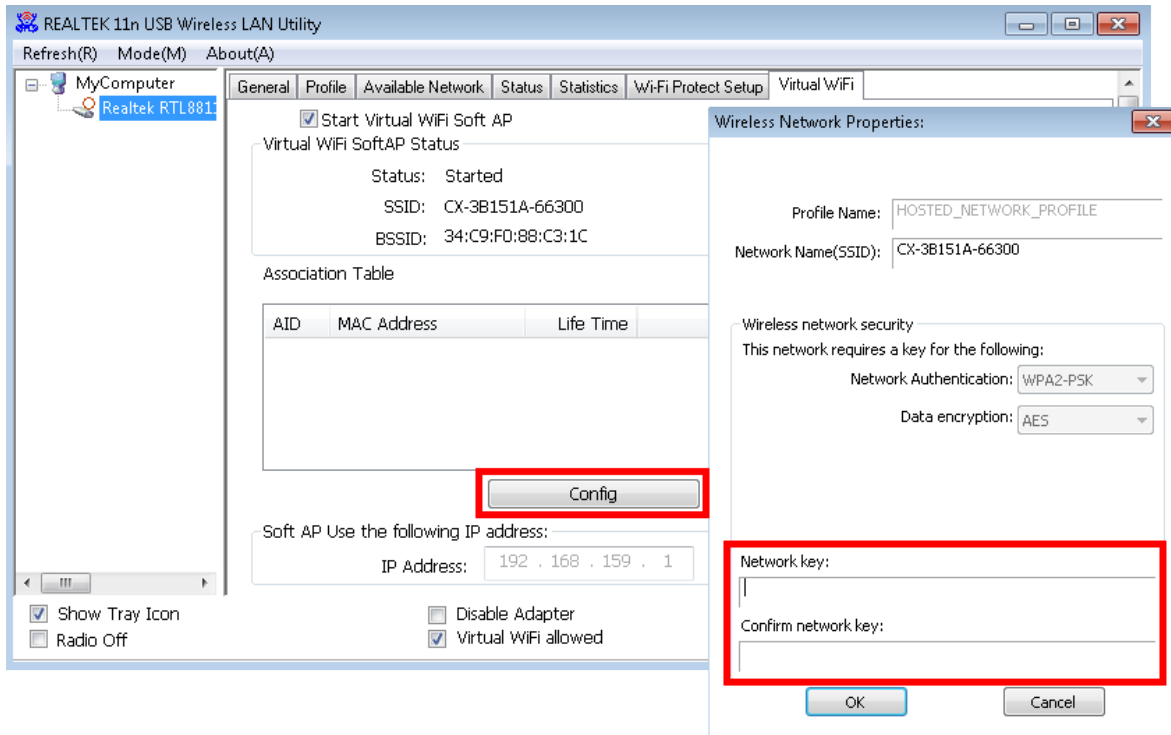 REALTEK 11n USB Wireless LAN Utility
Refresh(R) Mode(M) About(A)
MyComputer
Realtek RTL8811
General Profile Available Network Status Statistics Wi-Fi Protect Setup Virtual WiFi
Start Virtual WiFi Soft AP
Virtual WiFi SoftAP Status
Status: Started
SSID: CX-3B151A-66300
BSSID: 34:C9:F0:88:C3:1C
Association Table
AID MAC Address Life Time
Config
Soft AP Use the following IP address:
IP Address: 192 . 168 . 159 . 1
Show Tray Icon
Radio Off
Disable Adapter
Virtual WiFi allowed
Wireless Network Properties:
Profile Name: HOSTED_NETWORK_PROFILE
Network Name(SSID): CX-3B151A-66300
Wireless network security
This network requires a key for the following:
Network Authentication: WPA2-PSK
Data encryption: AES
Network key:
Confirm network key:
OK Cancel